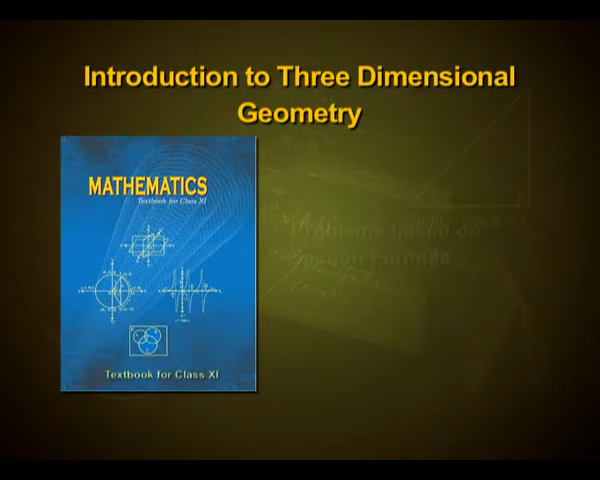 Introduction to Three Dimensional
Geometry
MATHEMATICS
Textbook for Class XI
Problems based on
Section Formula
Textbook for Class XI